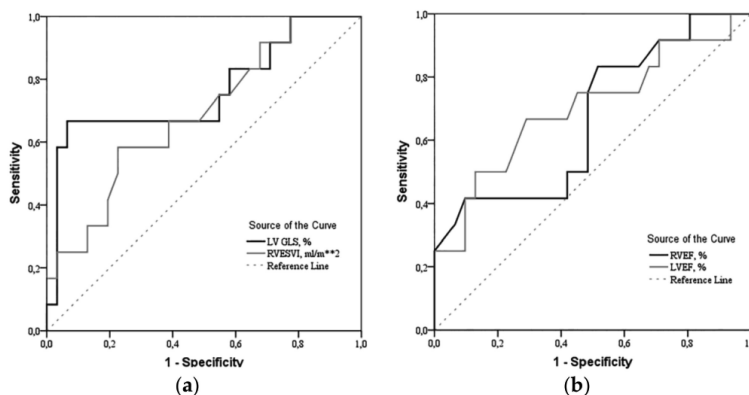 1,0
0,8
0,6
0,4
0,2
0,0
Sensitivity
0,0 0,2 0,4 0,6 0,8 1,0
1 - Specificity
Source of the Curve
LV GLS, %
RVESVI, ml/m**2
Reference Line
(a)
1,0
0,8
0,6
0,4
0,2
0,0
Sensitivity
0,0 0,2 0,4 0,6 0,8 1,0
1 - Specificity
Source of the Curve
RVEF, %
LVEF, %
Reference Line
(b)